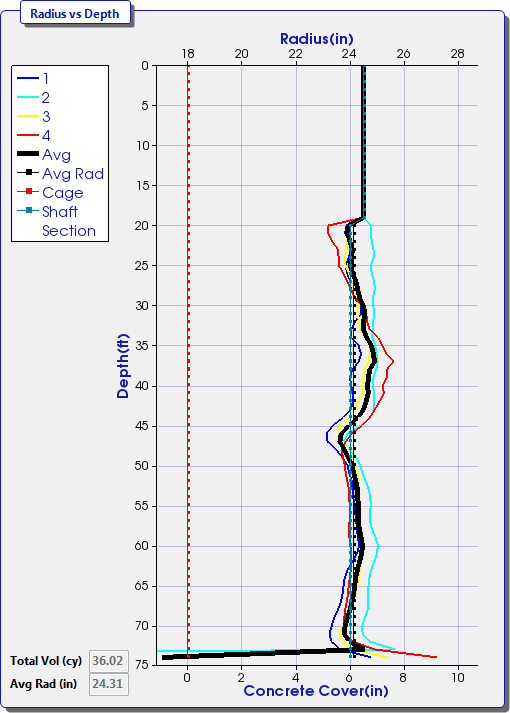 Radius vs Depth
Radius(in)
18 20 22 24 26 28
1
2
3
4
Avg
Avg Rad
Cage
Shaft
Section
Depth(ft)
0
5
10
15
20
25
30
35
40
45
50
55
60
65
70
75
0 2 4 6 8 10
Concrete Cover(in)
Total Vol (cy) 36.02
Avg Rad (in) 24.31